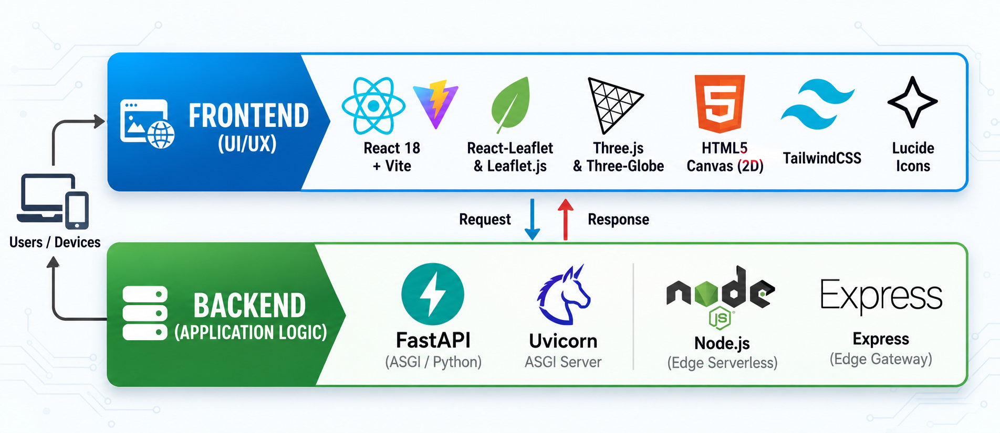 FRONTEND
(UI/UX)
React 18
+ Vite
React-Leaflet
& Leaflet.js
Three.js
& Three-Globe
HTML5
Canvas (2D)
TailwindCSS
Lucide
Icons
Users / Devices
Request
Response
BACKEND
(APPLICATION LOGIC)
FastAPI
(ASGI / Python)
Uvicorn
ASGI Server
node
JS
Node.js
(Edge Serverless)
Express
Express
(Edge Gateway)